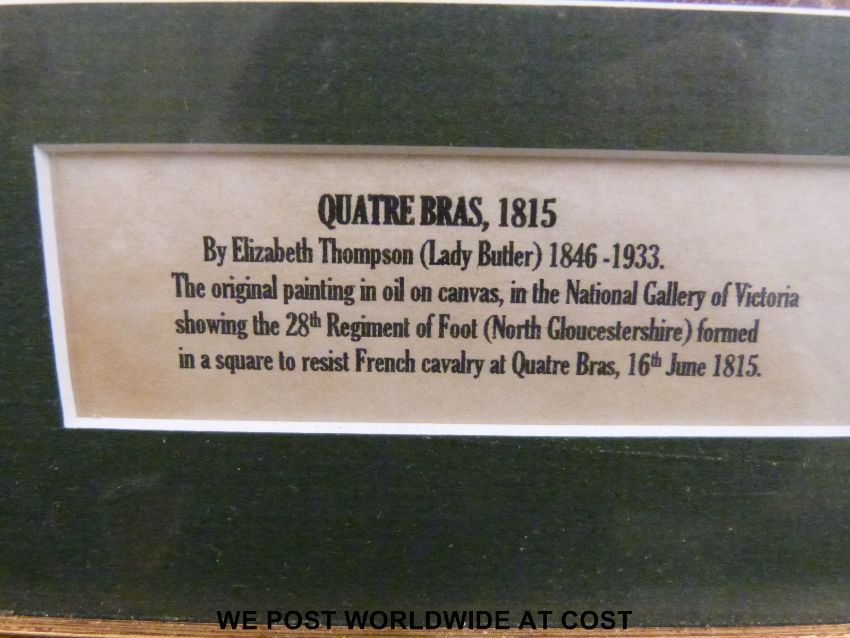 QUATRE BRAS, 1815
By Elizabeth Thompson (Lady Butler) 1846 -1933.
The original painting in oil on canvas, in the National Gallery of Victoria
showing the 28th Regiment of Foot (North Gloucestershire) formed
in a square to resist French cavalry at Quatre Bras, 16th June 1815.
WE POST WORLDWIDE AT COST